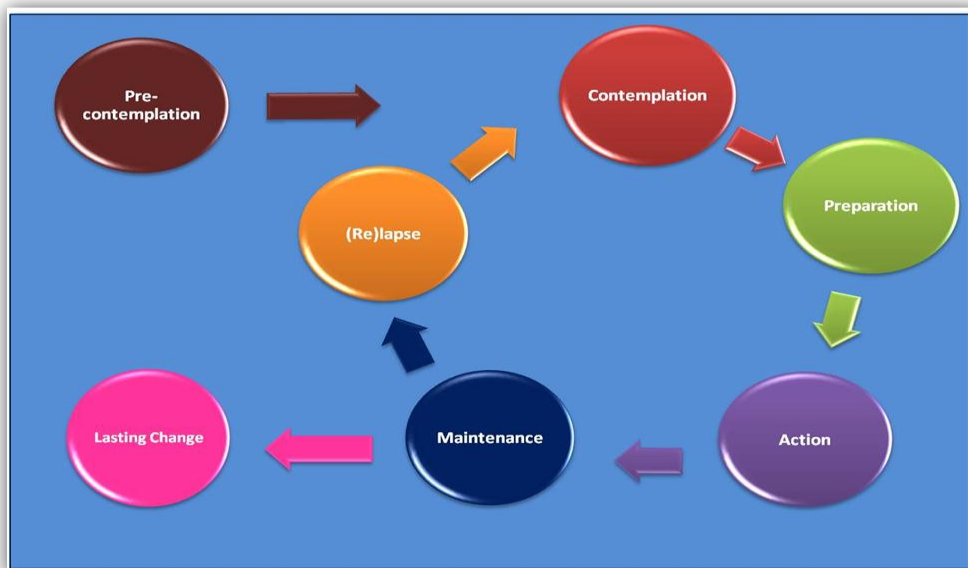 Pre-
contemplation
Contemplation
Preparation
(Re)lapse
Lasting Change
Maintenance
Action